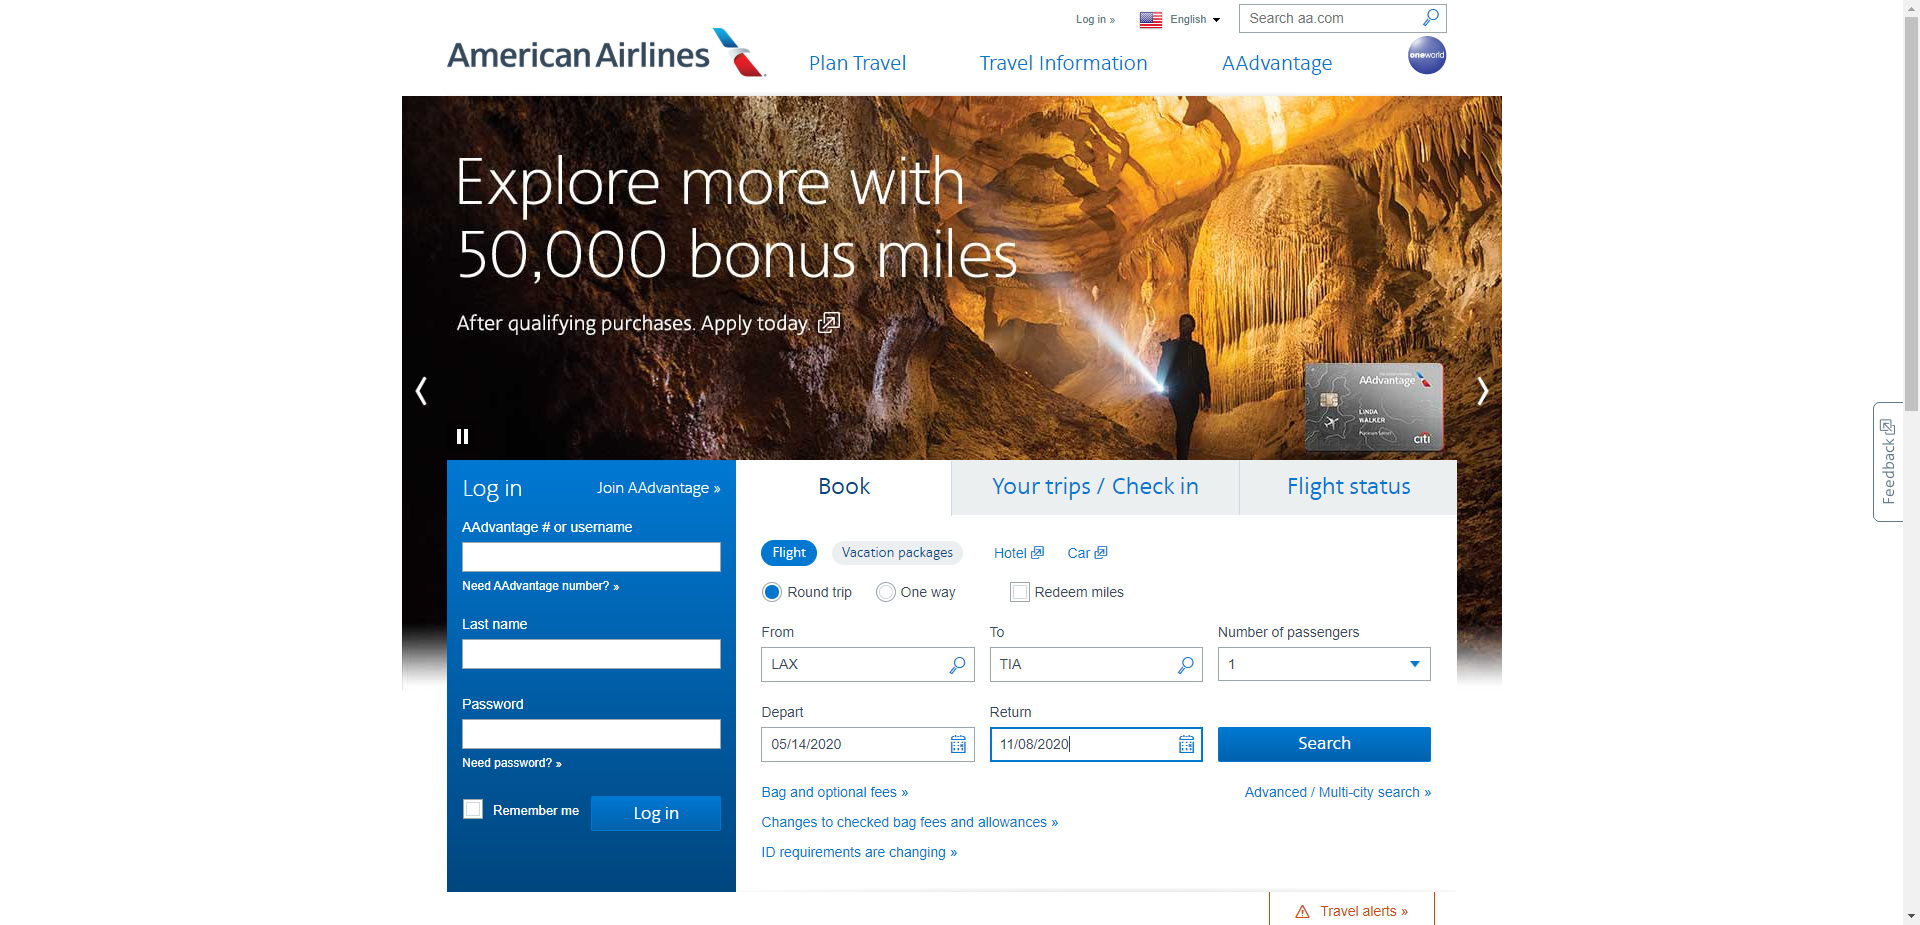 Log in »
English
Search aa.com
American Airlines
Plan Travel
Travel Information
AAdvantage
oneworld
Explore more with
50,000 bonus miles
After qualifying purchases. Apply today.
AAdvantage
LINDA
WALKER
citi
Feedback
Log in
Join AAdvantage »
AAdvantage # or username
Need AAdvantage number? »
Last name
Password
Need password? »
Remember me
Log in
Book
Your trips / Check in
Flight status
Flight
Vacation packages
Hotel
Car
Round trip
One way
Redeem miles
From
To
Number of passengers
LAX
TIA
1
Depart
Return
05/14/2020
11/08/2020
Search
Bag and optional fees »
Advanced / Multi-city search »
Changes to checked bag fees and allowances »
ID requirements are changing »
Travel alerts »